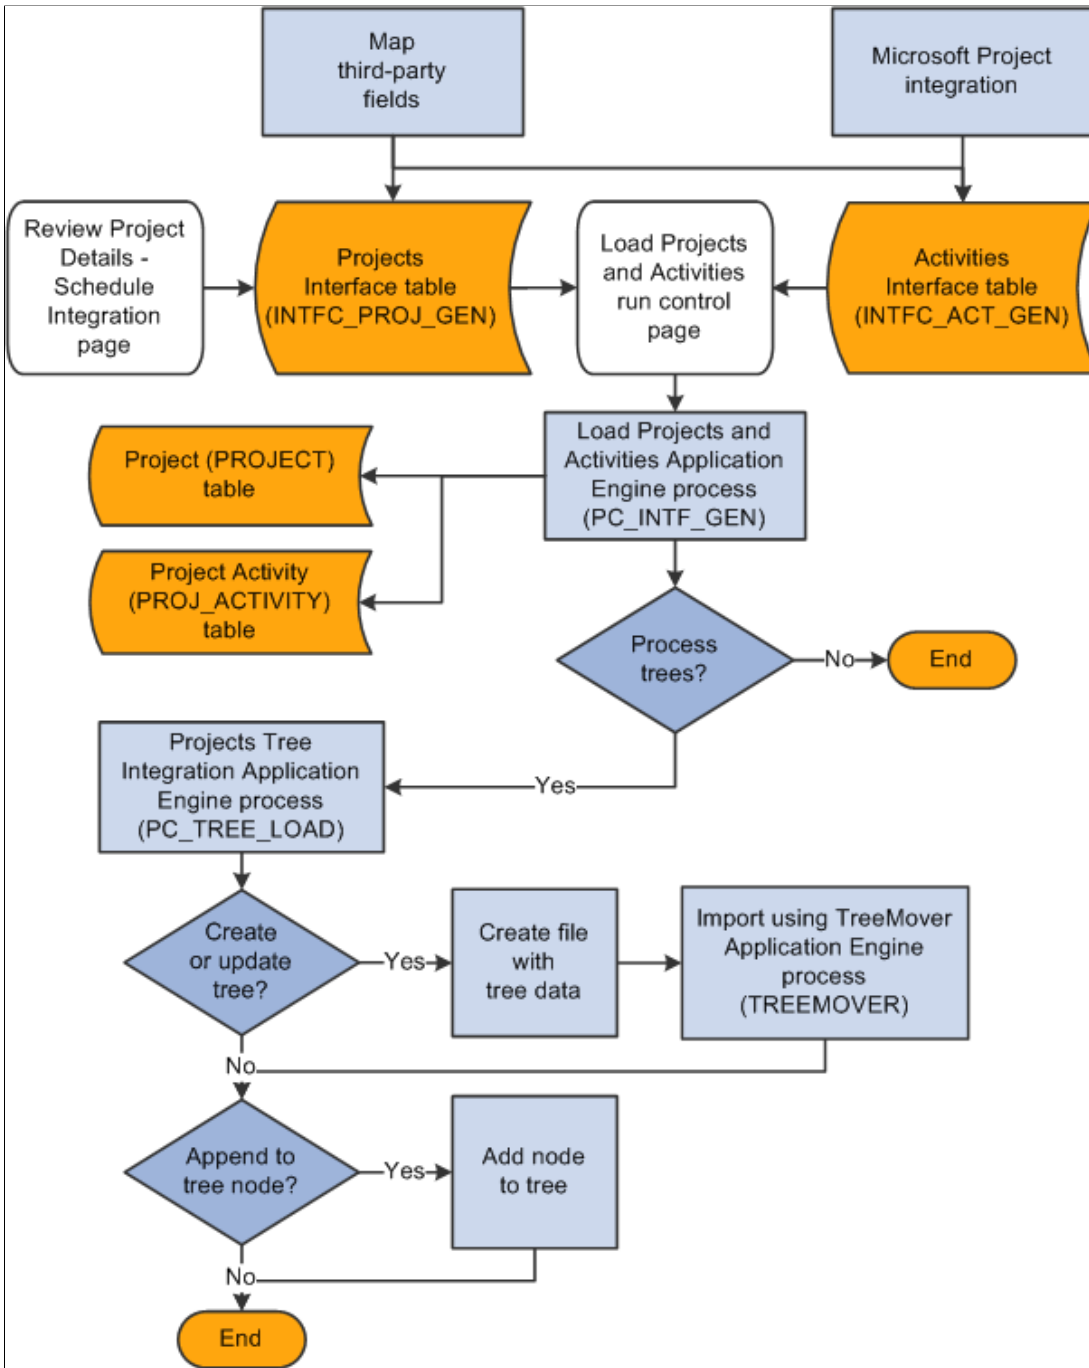 Map
third-party
fields
Microsoft Project
integration
Review Project
Details -
Schedule
Integration
page
Projects
Interface table
(INTFC_PROJ_GEN)
Load Projects
and Activities
run control
page
Activities
Interface table
(INTFC_ACT_GEN)
Load Projects and
Activities Application
Engine process
(PC_INTF_GEN)
Project (PROJECT)
table
Project Activity
(PROJ_ACTIVITY)
table
Process
trees?
No
End
Yes
Projects Tree
Integration Application
Engine process
(PC_TREE_LOAD)
Create
or update
tree?
Yes
Create file
with
tree data
Import using TreeMover
Application Engine
process
(TREEMOVER)
No
Append to
tree node?
Yes
Add node
to tree
No
End